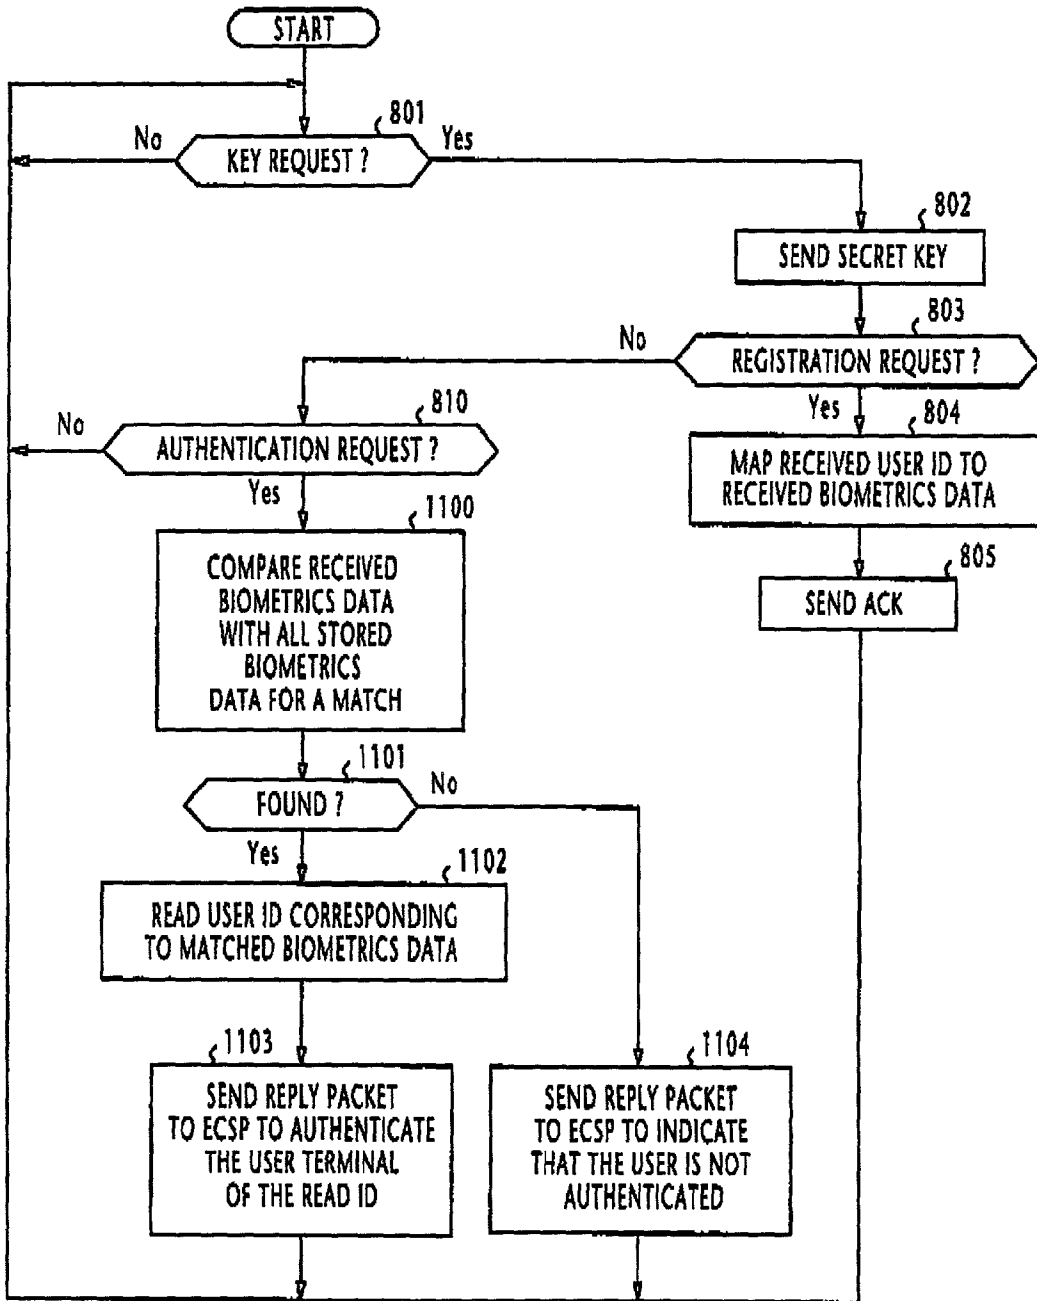 START
801
No
Yes
KEY REQUEST ?
802
SEND SECRET KEY
803
No
REGISTRATION REQUEST ?
810
Yes
804
No
AUTHENTICATION REQUEST ?
MAP RECEIVED USER ID TO
RECEIVED BIOMETRICS DATA
Yes
1100
COMPARE RECEIVED
BIOMETRICS DATA
WITH ALL STORED
BIOMETRICS
DATA FOR A MATCH
805
SEND ACK
1101
No
FOUND ?
Yes
1102
READ USER ID CORRESPONDING
TO MATCHED BIOMETRICS DATA
1103
SEND REPLY PACKET
TO ECSP TO AUTHENTICATE
THE USER TERMINAL
OF THE READ ID
1104
SEND REPLY PACKET
TO ECSP TO INDICATE
THAT THE USER IS NOT
AUTHENTICATED